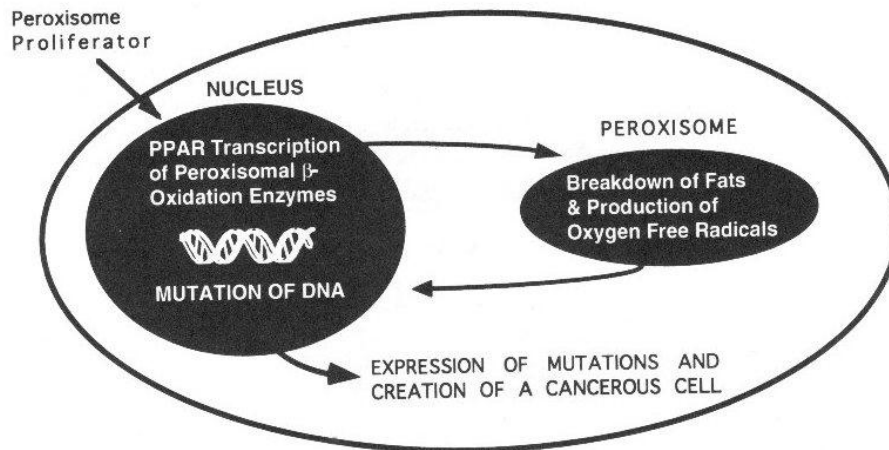 Peroxisome
Proliferator
NUCLEUS
PPAR Transcription
of Peroxisomal β-
Oxidation Enzymes
MUTATION OF DNA
PEROXISOME
Breakdown of Fats
& Production of
Oxygen Free Radicals
EXPRESSION OF MUTATIONS AND
CREATION OF A CANCEROUS CELL